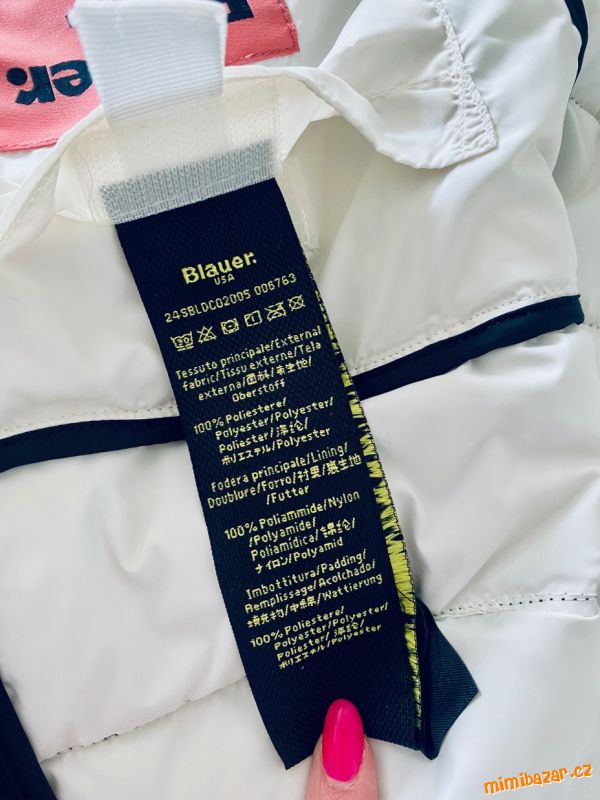 er.
Blauer.
USA
24SBLDC02005 006763
30
Tessuto principale/External
fabric/Tissu externe/Tela
externa/面料/表生地/
Oberstoff
100% Poliestere/
Polyester/Polyester/
Poliester/涤纶/
ポリエステル/Polyester
Fodera principale/Lining/
Doublure/Forro/衬里/裏生地
/Futter
100% Poliammide/Nylon
/Polyamide/
Poliamidica/锦纶/
ナイロン/Polyamid
Imbottitura/Padding/
Remplissage/Acolchado/
填充物/中綿/Wattierung
100% Poliestere/
Polyester/Polyester/
Poliester/涤纶/
ポリエステル/Polyester
mimibazar.cz